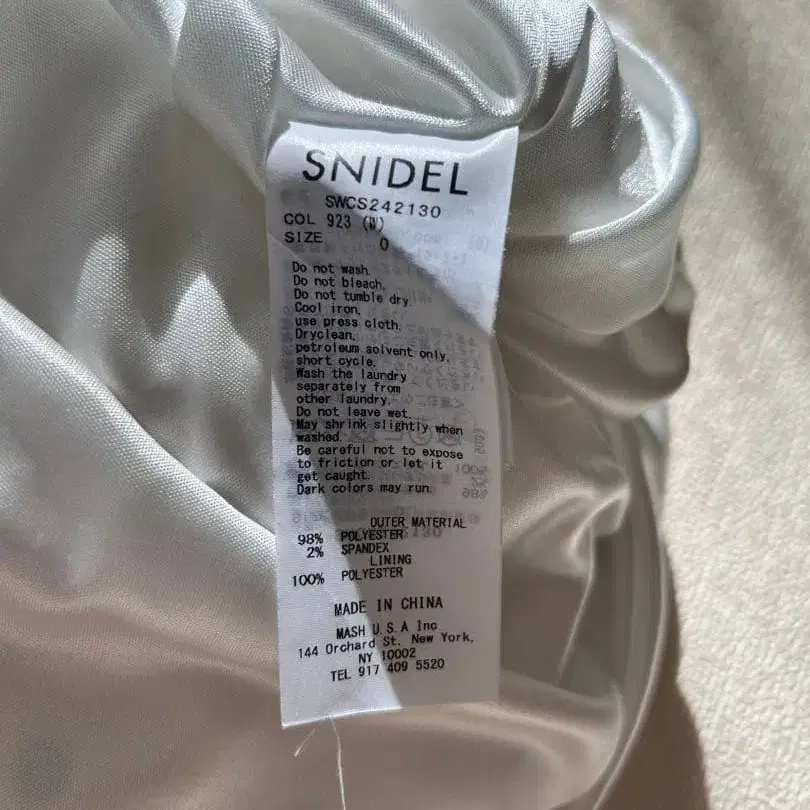 SNIDEL
SWCS242130
COL 923 (W)
SIZE 0
Do not wash.
Do not bleach.
Do not tumble dry.
Cool iron,
use press cloth.
Dryclean,
petroleum solvent only,
short cycle.
Wash the laundry
separately from
other laundry.
Do not leave wet.
May shrink slightly when
washed.
Be careful not to expose
to friction or let it
get caught.
Dark colors may run.
OUTER MATERIAL
98% POLYESTER
2% SPANDEX
LINING
100% POLYESTER
MADE IN CHINA
MASH U.S.A Inc
144 Orchard St. New York,
NY 10002
TEL 917 409 5520